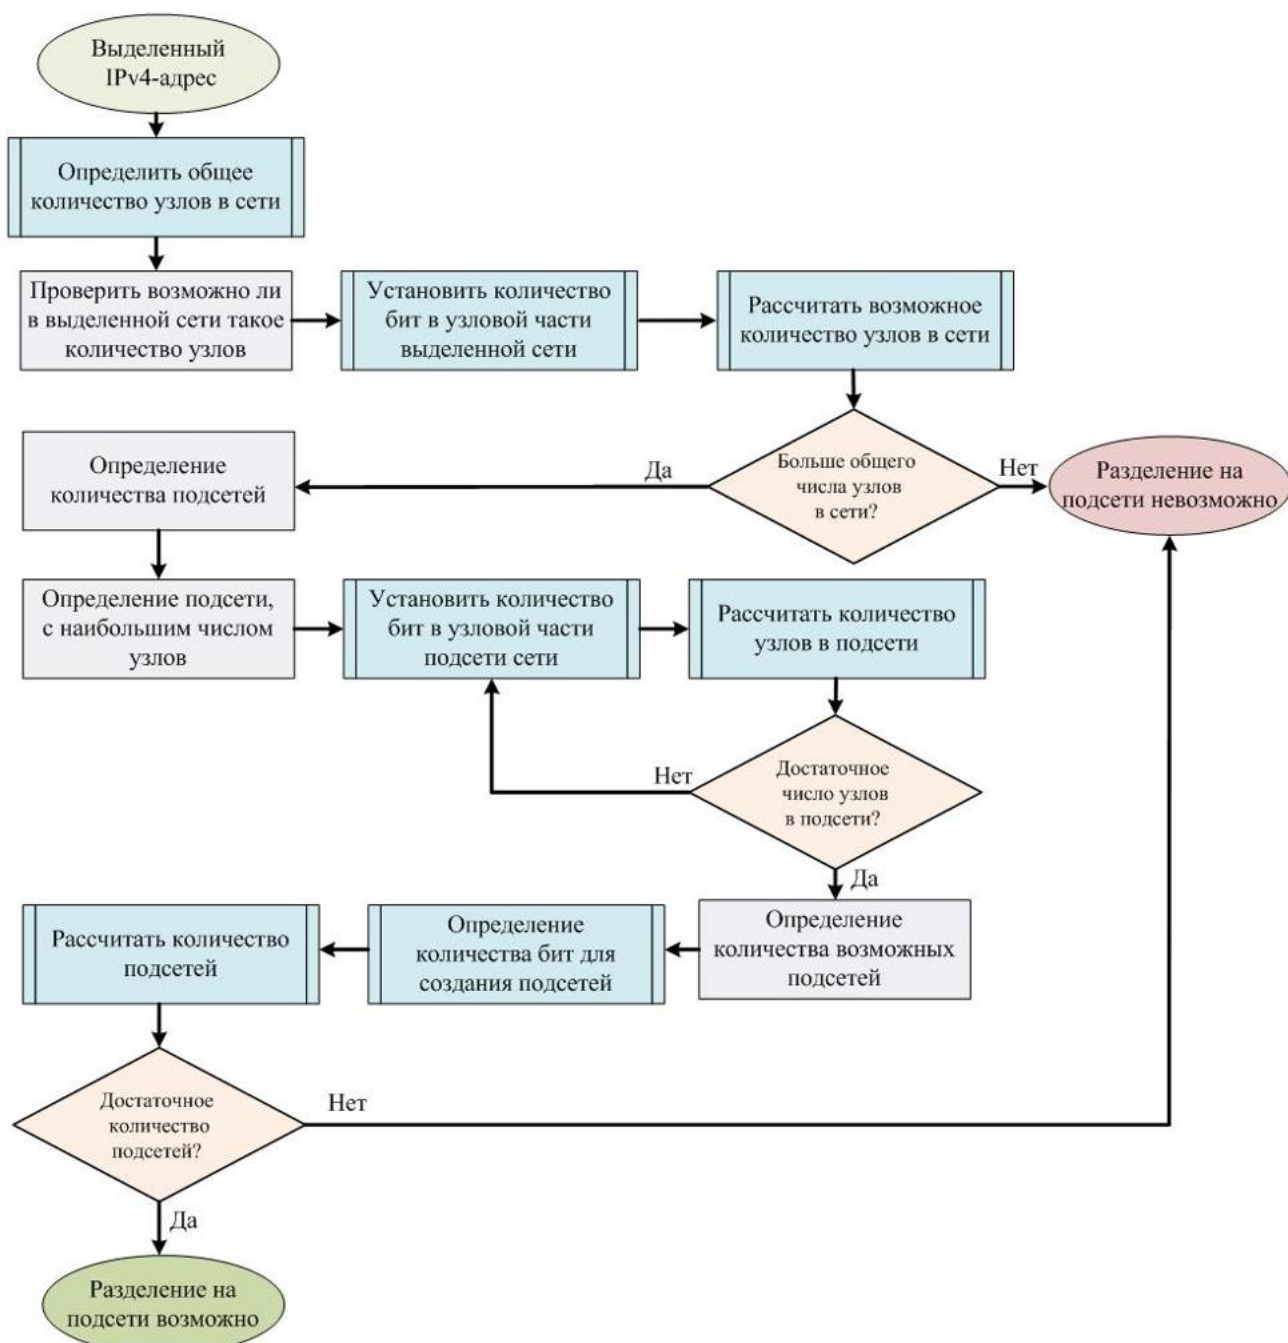 Выделенный
IPv4-адрес
Определить общее
количество узлов в сети
Проверить возможно ли
в выделенной сети такое
количество узлов
Установить количество
бит в узловой части
выделенной сети
Рассчитать возможное
количество узлов в сети
Больше общего
числа узлов
в сети?
Да
Нет
Разделение на
подсети невозможно
Определение
количества подсетей
Определение подсети,
с наибольшим числом
узлов
Установить количество
бит в узловой части
подсети сети
Рассчитать количество
узлов в подсети
Достаточное
число узлов
в подсети?
Нет
Да
Определение
количества возможных
подсетей
Определение
количества бит для
создания подсетей
Рассчитать количество
подсетей
Достаточное
количество
подсетей?
Нет
Да
Разделение на
подсети возможно